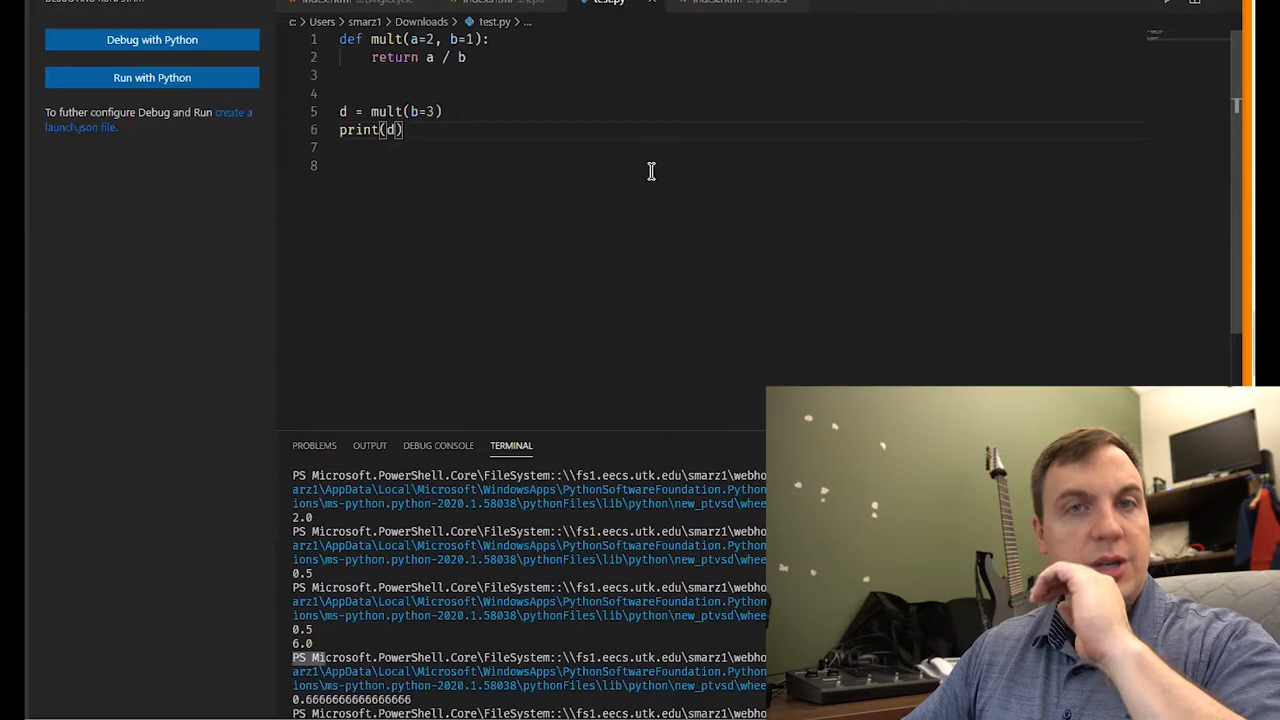 test.py
Debug with Python
Run with Python
To futher configure Debug and Run create a
launch.json file.
c: > Users > smarz1 > Downloads > test.py > ...
1 def mult(a=2, b=1):
2 return a / b
3
4
5 d = mult(b=3)
6 print(d)
7
8
PROBLEMS OUTPUT DEBUG CONSOLE TERMINAL
PS Microsoft.PowerShell.Core\FileSystem::\\fs1.eecs.utk.edu\smarz1\webho
arz1\AppData\Local\Microsoft\WindowsApps\PythonSoftwareFoundation.Python
ions\ms-python.python-2020.1.58038\pythonFiles\lib\python\new_ptvsd\whee
2.0
PS Microsoft.PowerShell.Core\FileSystem::\\fs1.eecs.utk.edu\smarz1\webho
arz1\AppData\Local\Microsoft\WindowsApps\PythonSoftwareFoundation.Python
ions\ms-python.python-2020.1.58038\pythonFiles\lib\python\new_ptvsd\whee
0.5
PS Microsoft.PowerShell.Core\FileSystem::\\fs1.eecs.utk.edu\smarz1\webho
arz1\AppData\Local\Microsoft\WindowsApps\PythonSoftwareFoundation.Python
ions\ms-python.python-2020.1.58038\pythonFiles\lib\python\new_ptvsd\whee
0.5
6.0
PS Microsoft.PowerShell.Core\FileSystem::\\fs1.eecs.utk.edu\smarz1\webho
arz1\AppData\Local\Microsoft\WindowsApps\PythonSoftwareFoundation.Python
ions\ms-python.python-2020.1.58038\pythonFiles\lib\python\new_ptvsd\whee
0.6666666666666666
PS Microsoft.PowerShell.Core\FileSystem::\\fs1.eecs.utk.edu\smarz1\webho